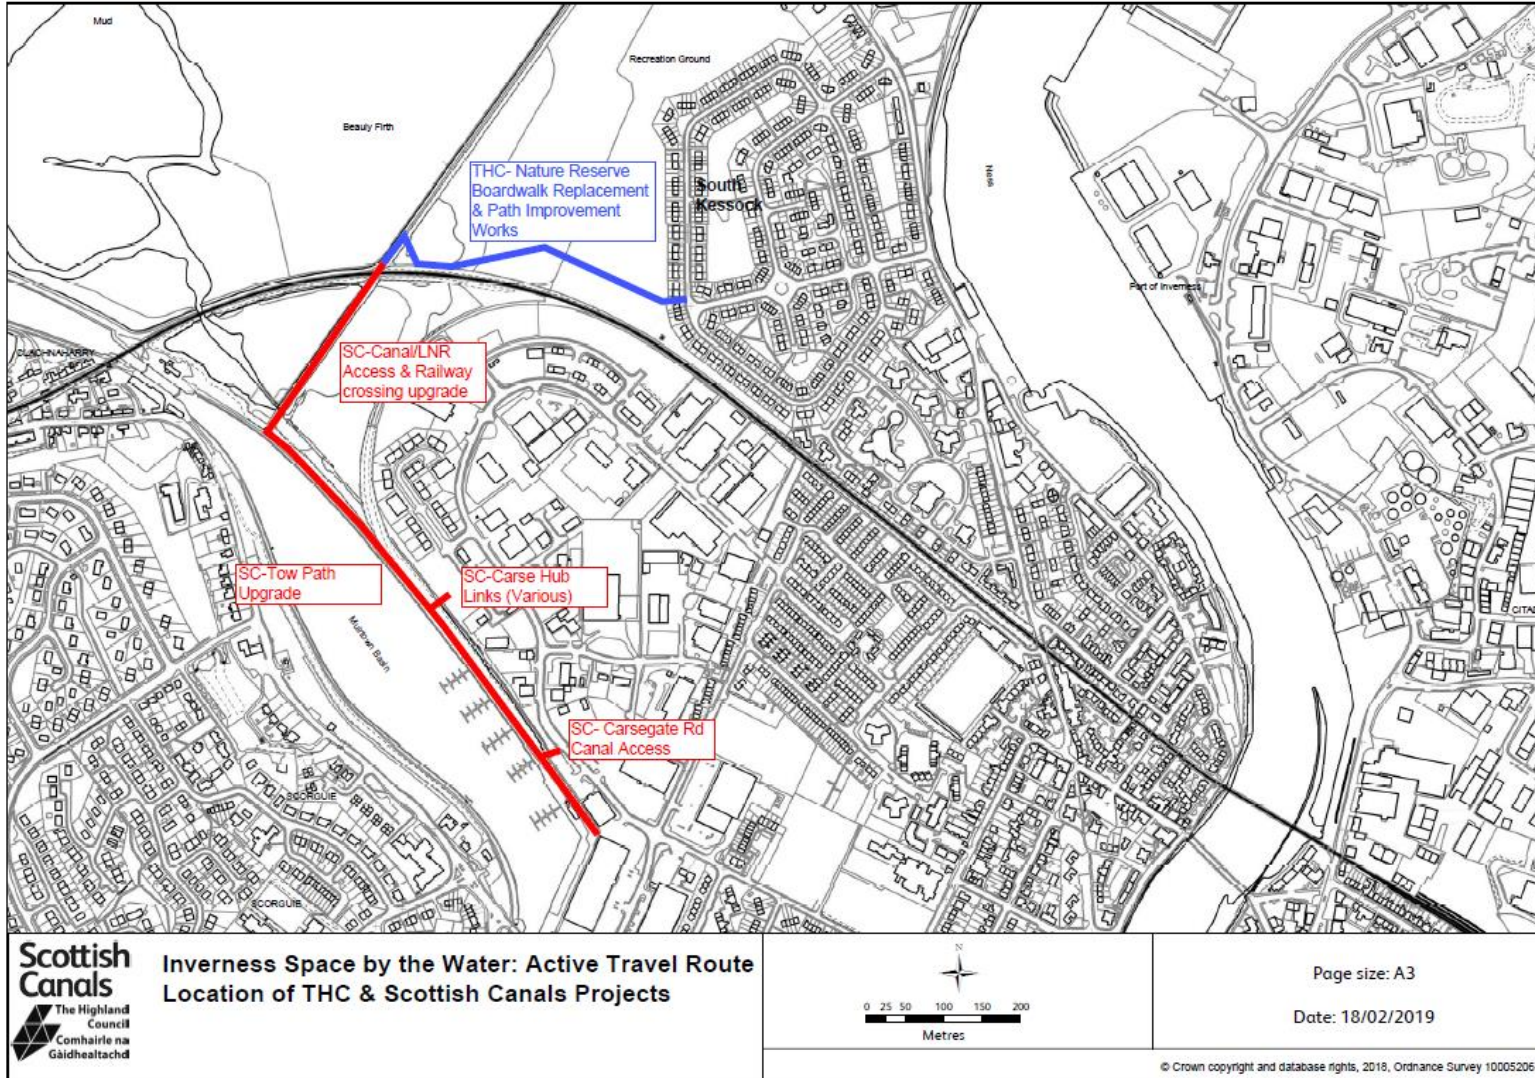 Mud
Recreation Ground
Beauly Firth
THC- Nature Reserve
Boardwalk Replacement
& Path Improvement
Works
South
Kessock
Ness
Port of Inverness
CLACHNAHARRY
SC-Canal/LNR
Access & Railway
crossing upgrade
SC-Tow Path
Upgrade
SC-Carse Hub
Links (Various)
CITAD
Muirtown Basin
SC- Carsegate Rd
Canal Access
SCORGUIE
SCORGUIE
Scottish
Canals
The Highland
Council
Comhairle na
Gàidhealtachd
Inverness Space by the Water: Active Travel Route
Location of THC & Scottish Canals Projects
N
0 25 50 100 150 200
Metres
Page size: A3
Date: 18/02/2019
© Crown copyright and database rights, 2018, Ordnance Survey 10005206